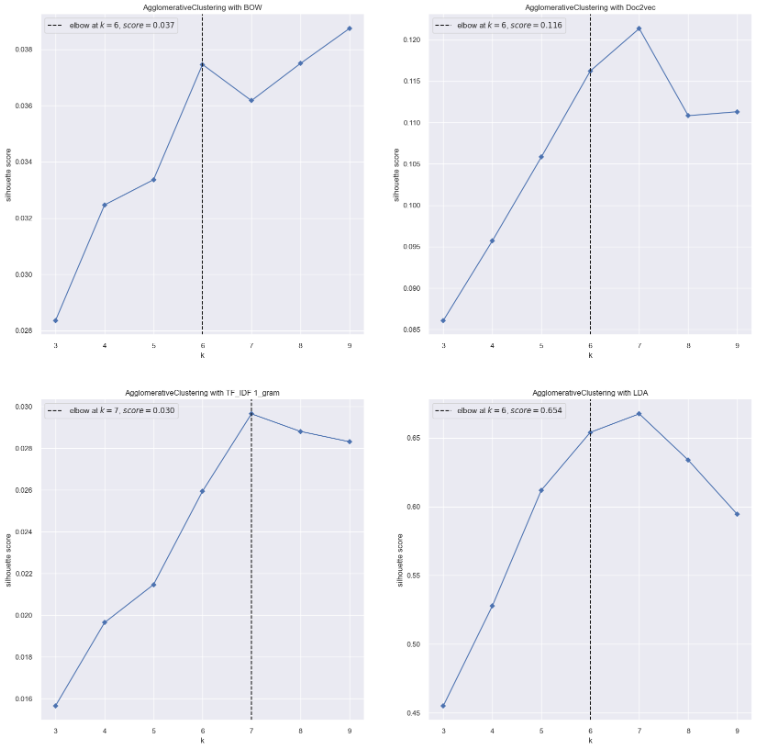 AgglomerativeClustering with BOW
elbow at k = 6, score = 0.037
0.038
0.036
0.034
0.032
0.030
0.028
silhouette score
3 4 5 6 7 8 9
k
AgglomerativeClustering with Doc2vec
elbow at k = 6, score = 0.116
0.120
0.115
0.110
0.105
0.100
0.095
0.090
0.085
silhouette score
3 4 5 6 7 8 9
k
AgglomerativeClustering with TF_IDF 1_gram
elbow at k = 7, score = 0.030
0.030
0.028
0.026
0.024
0.022
0.020
0.018
0.016
silhouette score
3 4 5 6 7 8 9
k
AgglomerativeClustering with LDA
elbow at k = 6, score = 0.654
0.65
0.60
0.55
0.50
0.45
silhouette score
3 4 5 6 7 8 9
k